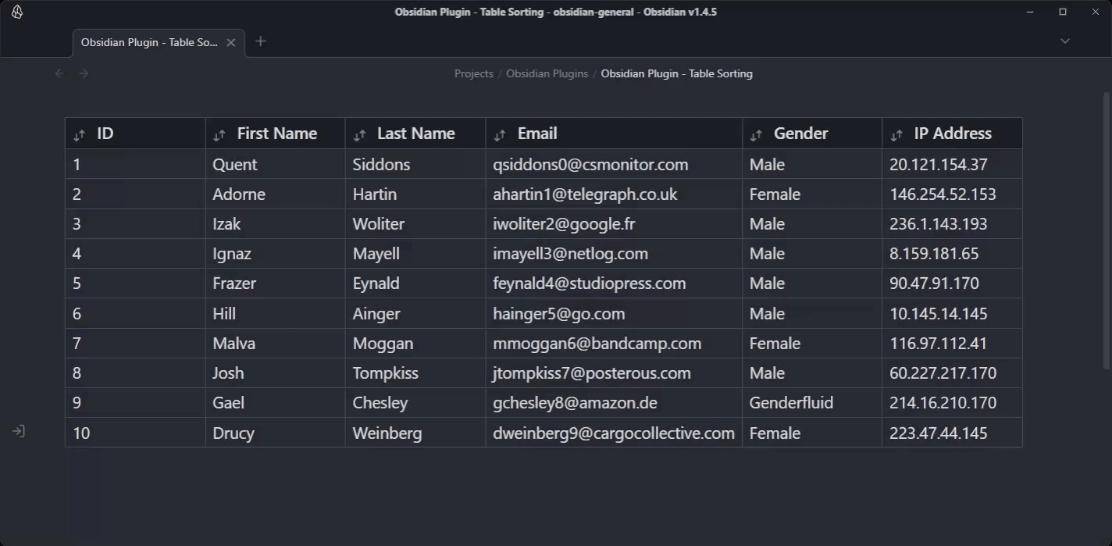 Obsidian Plugin - Table Sorting - obsidian-general - Obsidian v1.4.5
Obsidian Plugin - Table So...
Projects / Obsidian Plugins / Obsidian Plugin - Table Sorting
ID First Name Last Name Email Gender IP Address
1 Quent Siddons qsiddons0@csmonitor.com Male 20.121.154.37
2 Adorne Hartin ahartin1@telegraph.co.uk Female 146.254.52.153
3 Izak Woliter iwoliter2@google.fr Male 236.1.143.193
4 Ignaz Mayell imayell3@netlog.com Male 8.159.181.65
5 Frazer Eynald feynald4@studiopress.com Male 90.47.91.170
6 Hill Ainger hainger5@go.com Male 10.145.14.145
7 Malva Moggan mmoggan6@bandcamp.com Female 116.97.112.41
8 Josh Tompkiss jtompkiss7@posterous.com Male 60.227.217.170
9 Gael Chesley gchesley8@amazon.de Genderfluid 214.16.210.170
10 Drucy Weinberg dweinberg9@cargocollective.com Female 223.47.44.145